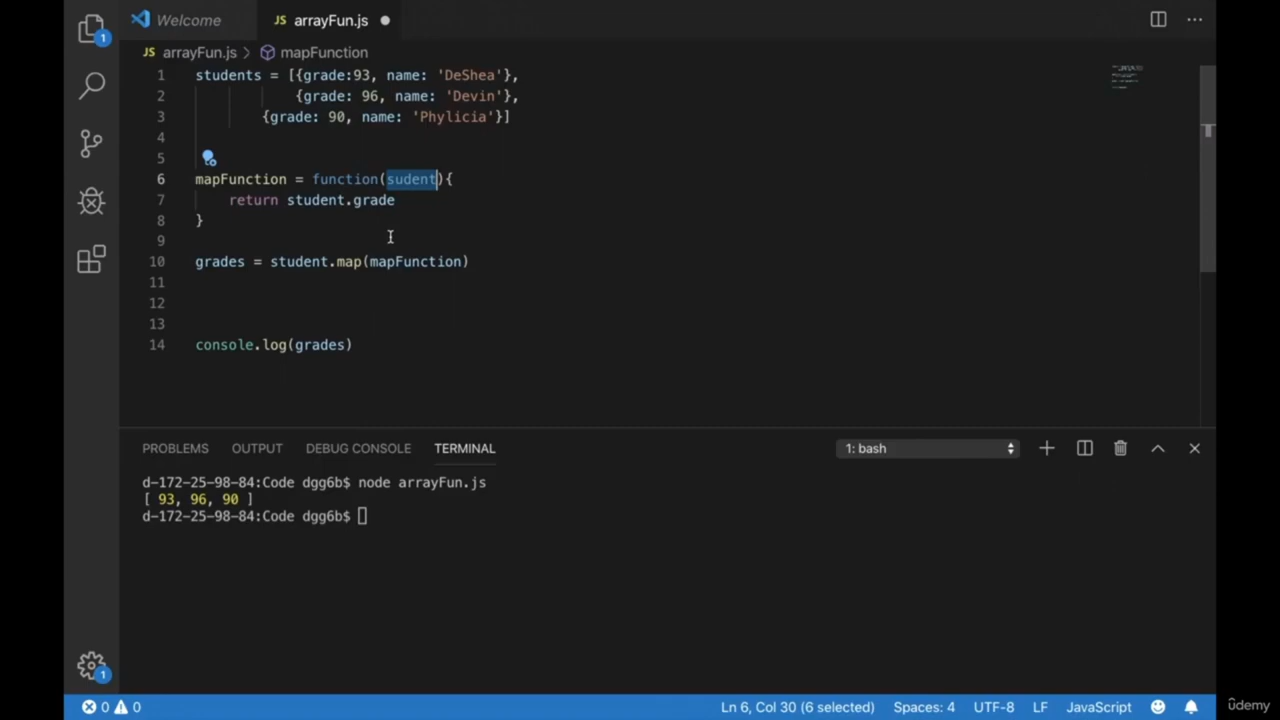 Welcome
JS arrayFun.js
JS arrayFun.js > mapFunction
1 students = [{grade:93, name: 'DeShea'},
2 {grade: 96, name: 'Devin'},
3 {grade: 90, name: 'Phylicia'}]
4
5
6 mapFunction = function(sudent){
7 return student.grade
8 }
9
10 grades = student.map(mapFunction)
11
12
13
14 console.log(grades)
PROBLEMS OUTPUT DEBUG CONSOLE TERMINAL 1: bash
d-172-25-98-84:Code dgg6b$ node arrayFun.js
[ 93, 96, 90 ]
d-172-25-98-84:Code dgg6b$
1
1
0 0 Ln 6, Col 30 (6 selected) Spaces: 4 UTF-8 LF JavaScript
ûdemy